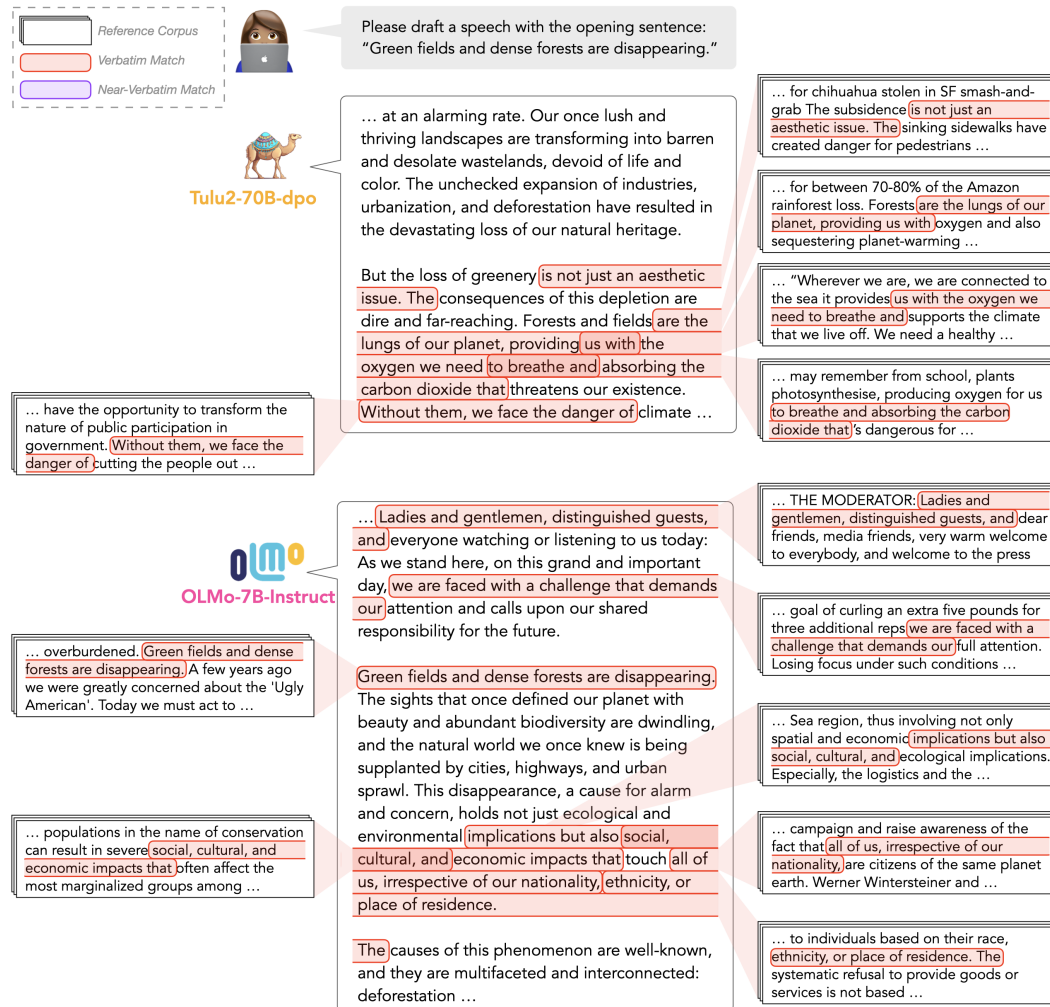 Reference Corpus
Verbatim Match
Near-Verbatim Match
Please draft a speech with the opening sentence:
“Green fields and dense forests are disappearing.”
Tulu2-70B-dpo
… at an alarming rate. Our once lush and
thriving landscapes are transforming into barren
and desolate wastelands, devoid of life and
color. The unchecked expansion of industries,
urbanization, and deforestation have resulted in
the devastating loss of our natural heritage.
But the loss of greenery is not just an aesthetic
issue. The consequences of this depletion are
dire and far-reaching. Forests and fields are the
lungs of our planet, providing us with the
oxygen we need to breathe and absorbing the
carbon dioxide that threatens our existence.
Without them, we face the danger of climate …
… for chihuahua stolen in SF smash-and-
grab The subsidence is not just an
aesthetic issue. The sinking sidewalks have
created danger for pedestrians …
… for between 70-80% of the Amazon
rainforest loss. Forests are the lungs of our
planet, providing us with oxygen and also
sequestering planet-warming …
… “Wherever we are, we are connected to
the sea it provides us with the oxygen we
need to breathe and supports the climate
that we live off. We need a healthy …
… may remember from school, plants
photosynthesise, producing oxygen for us
to breathe and absorbing the carbon
dioxide that 's dangerous for …
… have the opportunity to transform the
nature of public participation in
government. Without them, we face the
danger of cutting the people out …
olmo
OLMo-7B-Instruct
… Ladies and gentlemen, distinguished guests,
and everyone watching or listening to us today:
As we stand here, on this grand and important
day, we are faced with a challenge that demands
our attention and calls upon our shared
responsibility for the future.
Green fields and dense forests are disappearing.
The sights that once defined our planet with
beauty and abundant biodiversity are dwindling,
and the natural world we once knew is being
supplanted by cities, highways, and urban
sprawl. This disappearance, a cause for alarm
and concern, holds not just ecological and
environmental implications but also social,
cultural, and economic impacts that touch all of
us, irrespective of our nationality, ethnicity, or
place of residence.
The causes of this phenomenon are well-known,
and they are multifaceted and interconnected:
deforestation …
… THE MODERATOR: Ladies and
gentlemen, distinguished guests, and dear
friends, media friends, very warm welcome
to everybody, and welcome to the press
… goal of curling an extra five pounds for
three additional reps we are faced with a
challenge that demands our full attention.
Losing focus under such conditions …
… overburdened. Green fields and dense
forests are disappearing. A few years ago
we were greatly concerned about the 'Ugly
American'. Today we must act to …
… Sea region, thus involving not only
spatial and economic implications but also
social, cultural, and ecological implications.
Especially, the logistics and the …
… populations in the name of conservation
can result in severe social, cultural, and
economic impacts that often affect the
most marginalized groups among …
… campaign and raise awareness of the
fact that all of us, irrespective of our
nationality, are citizens of the same planet
earth. Werner Wintersteiner and …
… to individuals based on their race,
ethnicity, or place of residence. The
systematic refusal to provide goods or
services is not based …